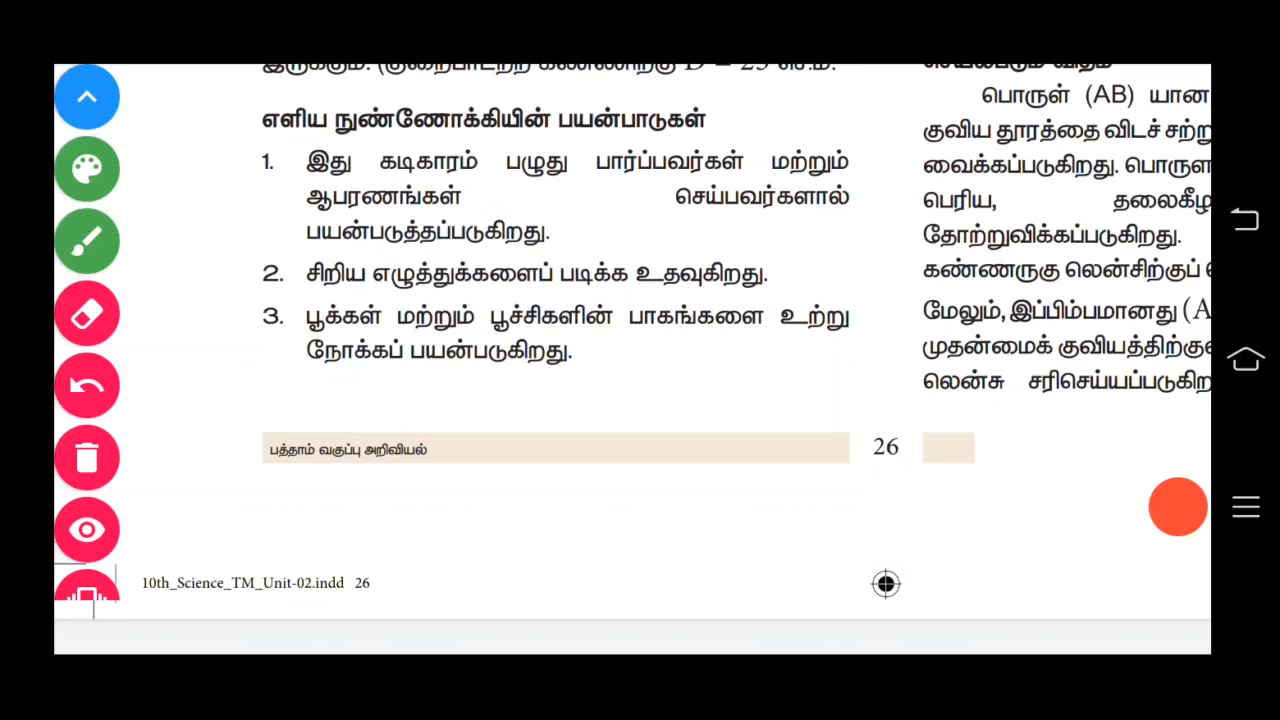 எளிய நுண்ணோக்கியின் பயன்பாடுகள்
1. இது கடிகாரம் பழுது பார்ப்பவர்கள் மற்றும்
ஆபரணங்கள் செய்பவர்களால்
பயன்படுத்தப்படுகிறது.
2. சிறிய எழுத்துக்களைப் படிக்க உதவுகிறது.
3. பூக்கள் மற்றும் பூச்சிகளின் பாகங்களை உற்று
நோக்கப் பயன்படுகிறது.
பத்தாம் வகுப்பு அறிவியல்
26
10th_Science_TM_Unit-02.indd 26
பொருள் (AB) யான
குவிய தூரத்தை விடச் சற்று
வைக்கப்படுகிறது. பொருள
பெரிய, தலைகீழ
தோற்றுவிக்கப்படுகிறது.
கண்ணருகு லென்சிற்குப்
மேலும், இப்பிம்பமானது (A
முதன்மைக் குவியத்திற்கு
லென்சு சரிசெய்யப்படுகிற